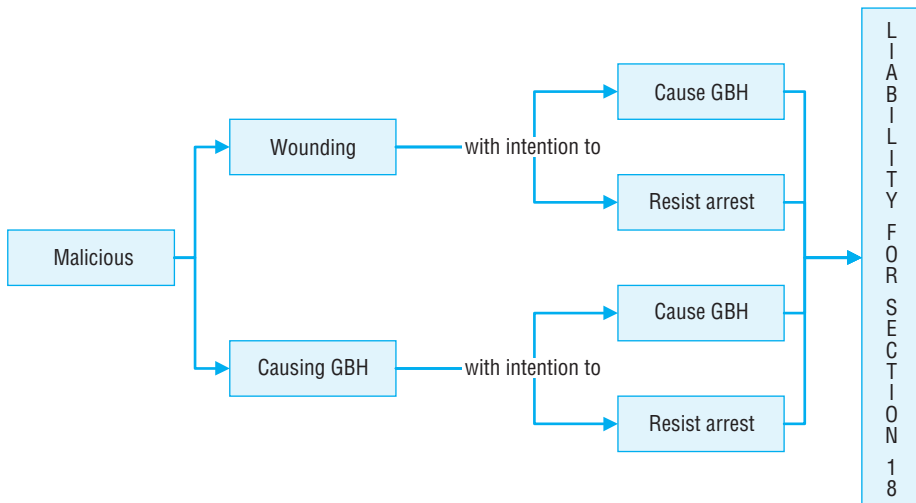 Malicious
Wounding
Causing GBH
with intention to
with intention to
Cause GBH
Resist arrest
Cause GBH
Resist arrest
LIABILITY FOR SECTION 18